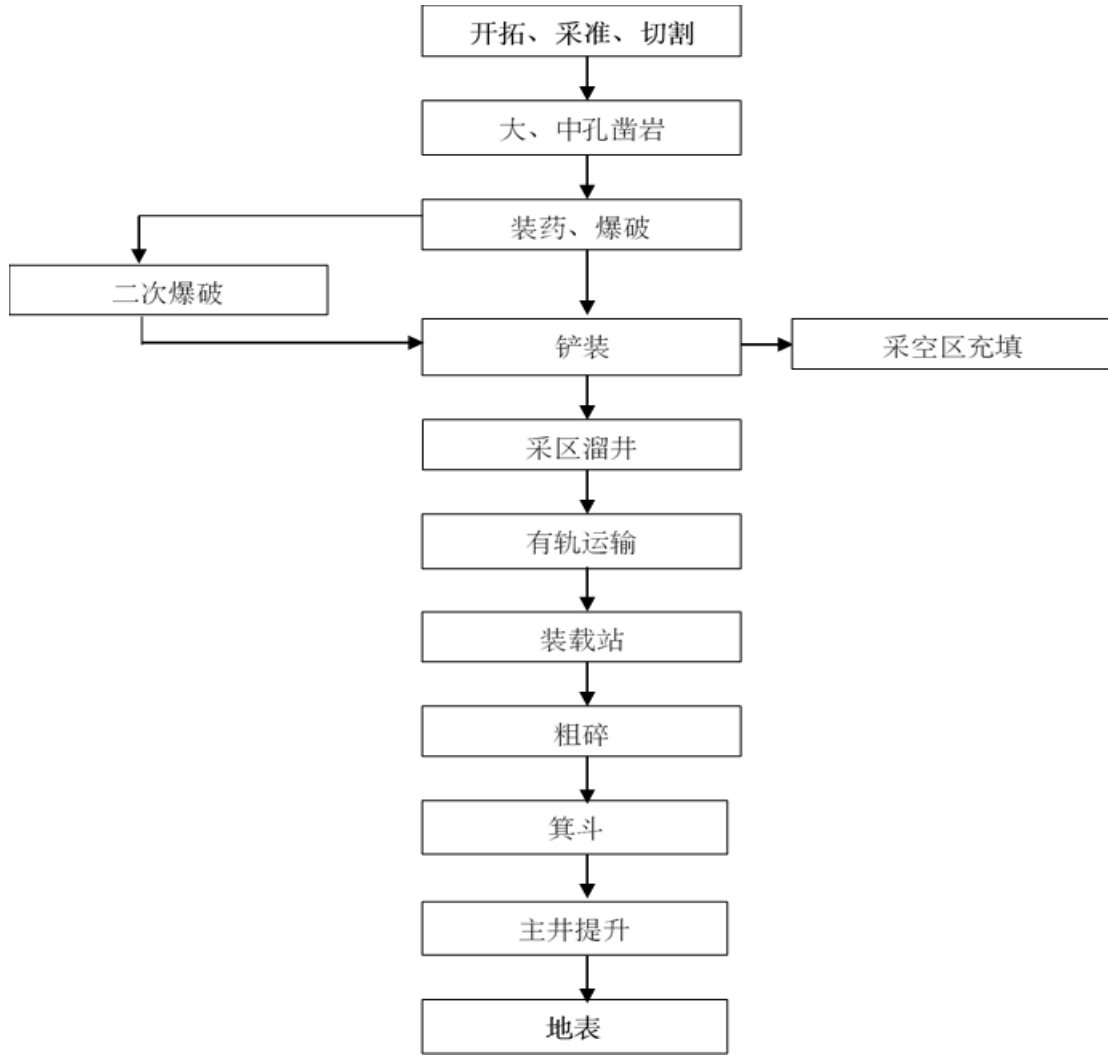 开拓、采准、切割
大、中孔凿岩
装药、爆破
二次爆破
铲装
采空区充填
采区溜井
有轨运输
装载站
粗碎
箕斗
主井提升
地表